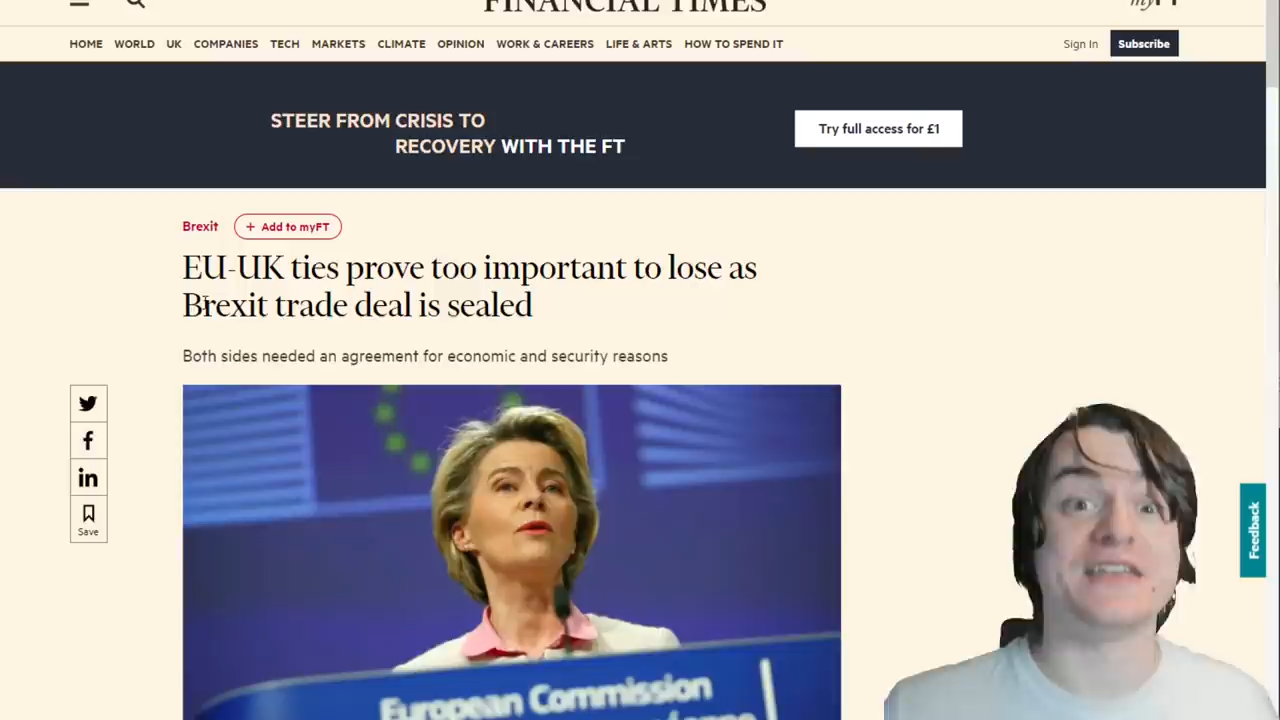 FINANCIAL TIMES
myFT
HOME WORLD UK COMPANIES TECH MARKETS CLIMATE OPINION WORK & CAREERS LIFE & ARTS HOW TO SPEND IT
Sign In Subscribe
STEER FROM CRISIS TO
RECOVERY WITH THE FT
Try full access for £1
Brexit + Add to myFT
EU-UK ties prove too important to lose as
Brexit trade deal is sealed
Both sides needed an agreement for economic and security reasons
in
Save
Feedback
European Commission